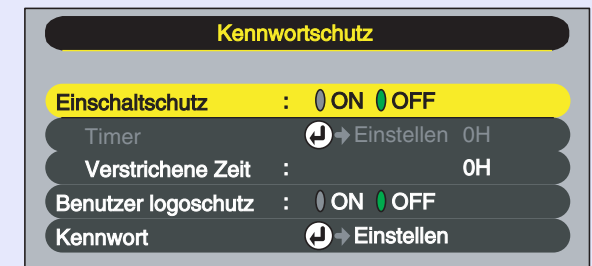 Kennwortschutz
Einschaltschutz : ON OFF
Timer Einstellen 0H
Verstrichene Zeit : 0H
Benutzer logoschutz : ON OFF
Kennwort Einstellen